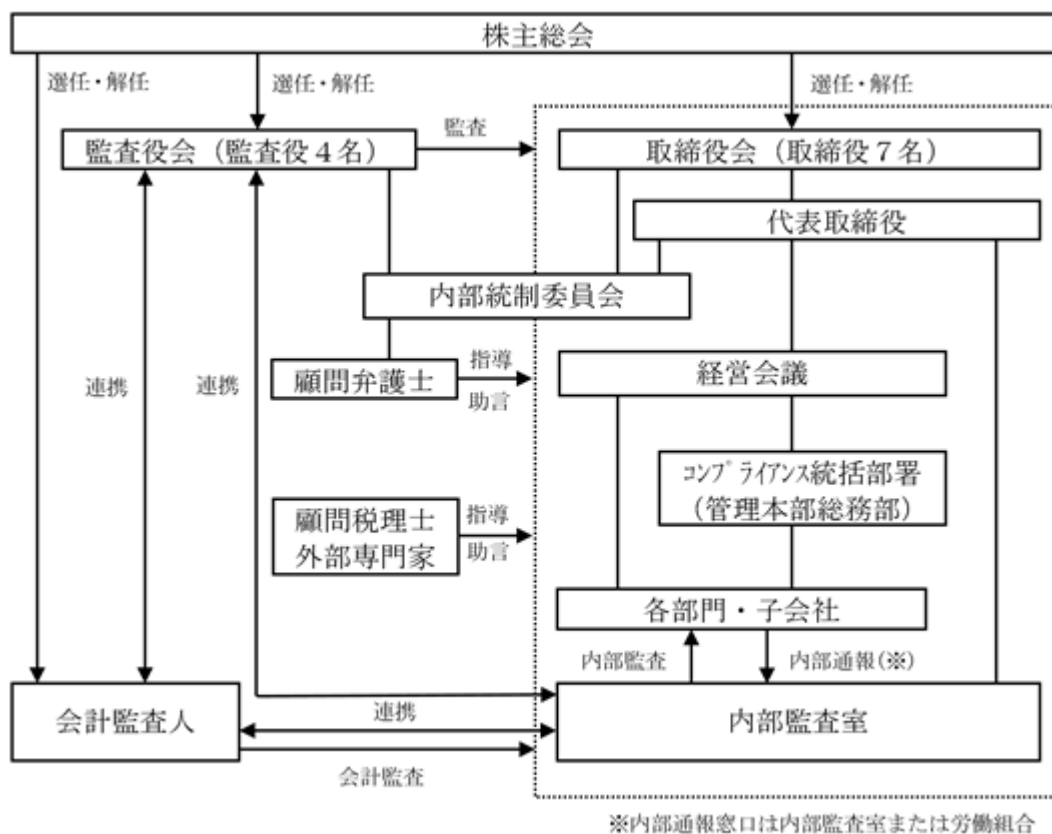 株主総会
選任・解任
選任・解任
選任・解任
監査役会（監査役４名）
監査
取締役会（取締役７名）
代表取締役
内部統制委員会
顧問弁護士
指導
助言
経営会議
連携
連携
コンプライアンス統括部署
（管理本部総務部）
顧問税理士
外部専門家
指導
助言
各部門・子会社
内部監査
内部通報(※)
会計監査人
連携
内部監査室
会計監査
※内部通報窓口は内部監査室または労働組合